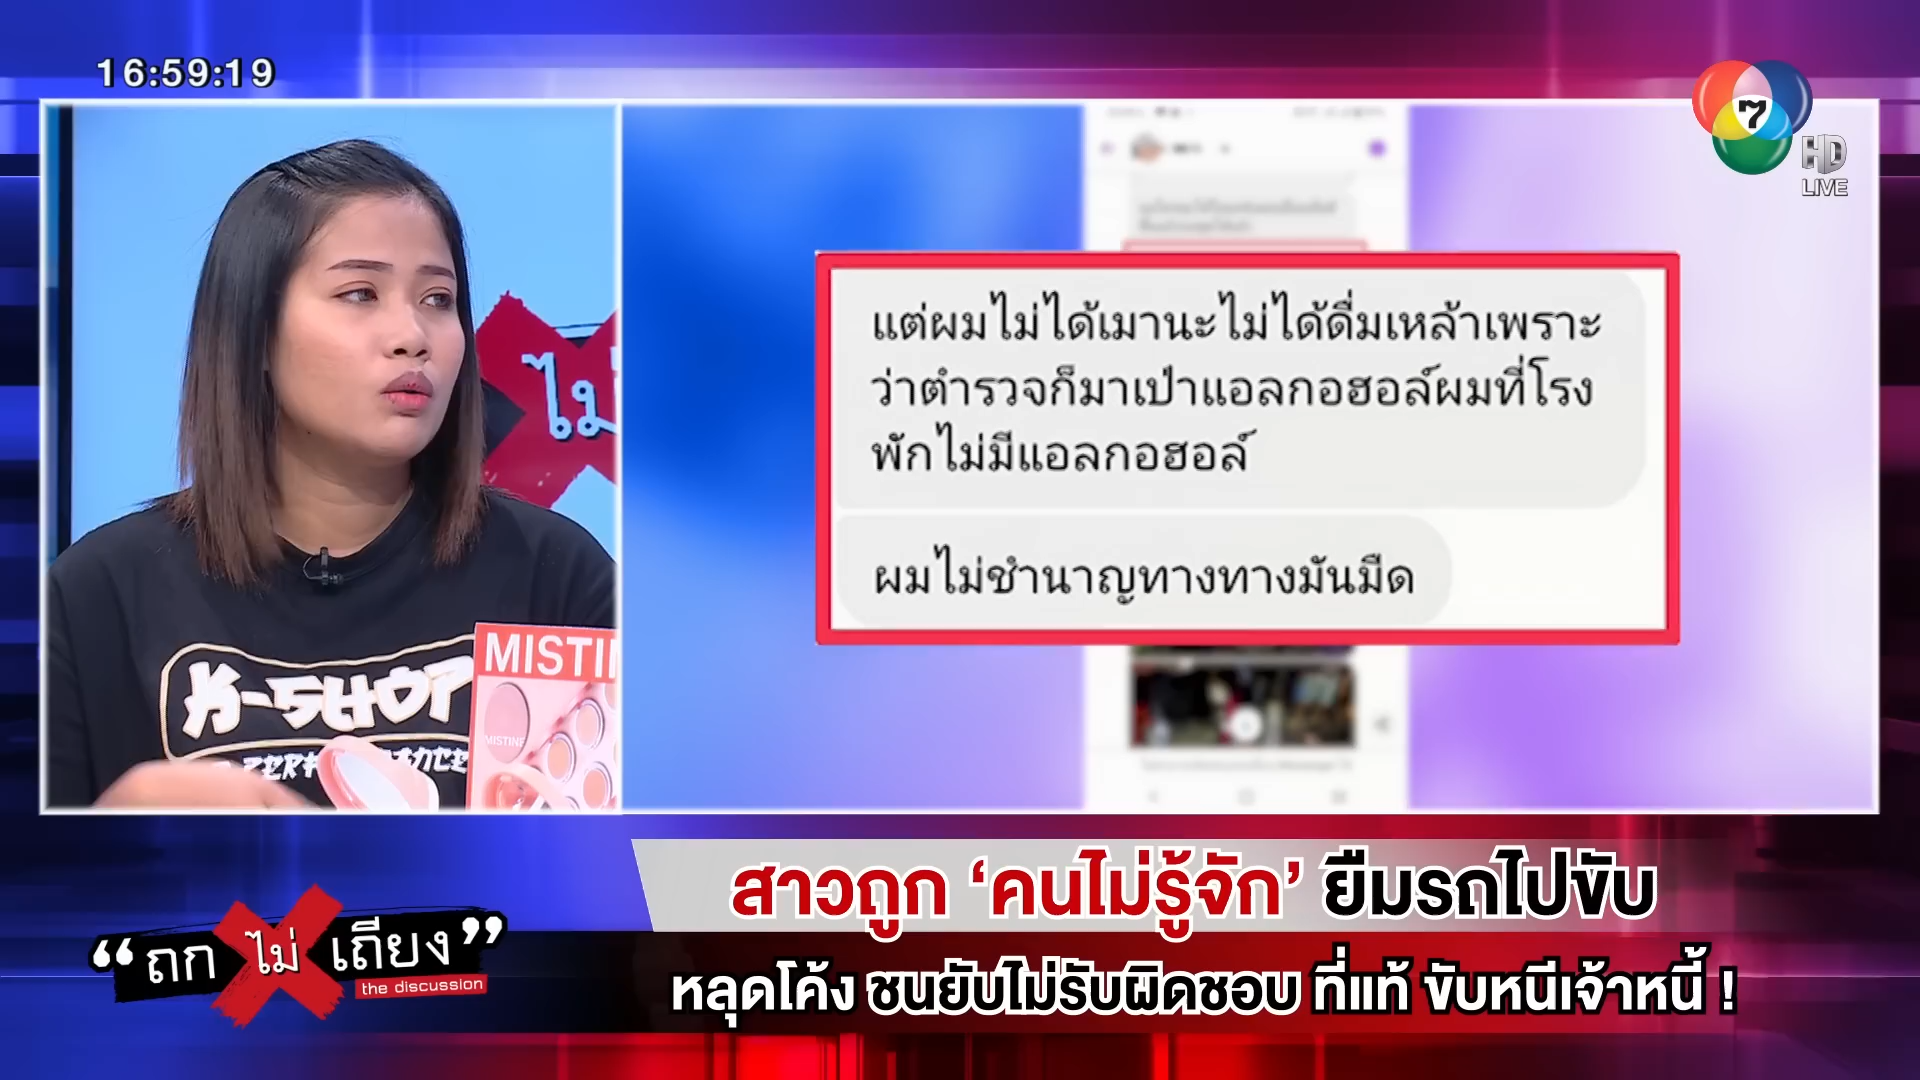 16:59:19
7
HD
LIVE
แต่ผมไม่ได้เมานะไม่ได้ดื่มเหล้าเพราะ
ว่าตำรวจก็มาเป่าแอลกอฮอล์ผมที่โรง
พักไม่มีแอลกอฮอล์
ผมไม่ชำนาญทางทางมันมืด
ไม่
K-SHOP
MISTIN
MISTINE
สาวถูก ‘คนไม่รู้จัก’ ยืมรถไปขับ
หลุดโค้ง ชนยับไม่รับผิดชอบ ที่แท้ ขับหนีเจ้าหนี้ !
“ถกไม่เถียง”
the discussion